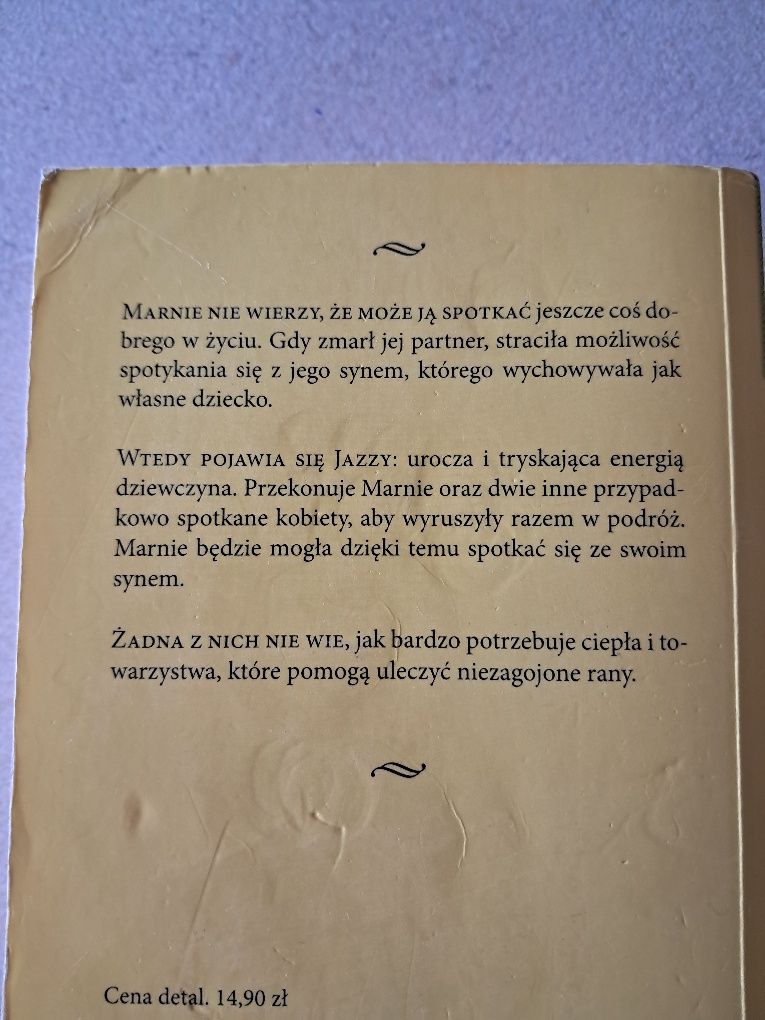 MARNIE NIE WIERZY, ŻE MOŻE JĄ SPOTKAĆ jeszcze coś do-
brego w życiu. Gdy zmarł jej partner, straciła możliwość
spotykania się z jego synem, którego wychowywała jak
własne dziecko.
WTEDY POJAWIA SIĘ JAZZY: urocza i tryskająca energią
dziewczyna. Przekonuje Marnie oraz dwie inne przypad-
kowo spotkane kobiety, aby wyruszyły razem w podróż.
Marnie będzie mogła dzięki temu spotkać się ze swoim
synem.
ŻADNA Z NICH NIE WIE, jak bardzo potrzebuje ciepła i to-
warzystwa, które pomogą uleczyć niezagojone rany.
Cena detal. 14,90 zł